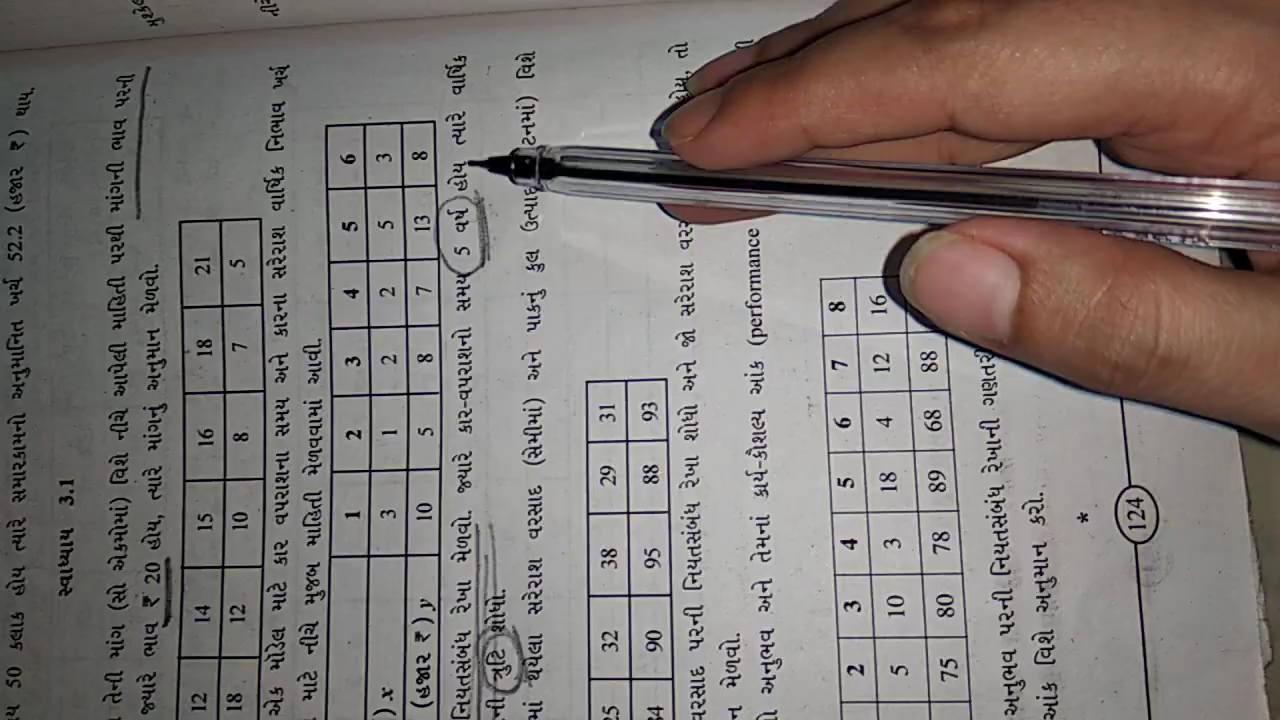 50 કલાક હોય ત્યારે સમારકામનો અનુમાનિત ખર્ચ 52.2 (હજાર ₹) થાય.
સ્વાધ્યાય 3.1
તેની માંગ (સો એકમોમાં) વિશે નીચે આપેલી માહિતી પરથી માંગની ભાવ પરની
જ્યારે ભાવ ₹ 20 હોય, ત્યારે માંગનું અનુમાન મેળવો.
12 14 15 16 18 21
18 12 10 8 7 5
એક મોડેલ માટે કાર વપરાશના સમય અને કારના સરેરાશ વાર્ષિક નિભાવ ખર્ચ
માટે નીચે મુજબ માહિતી મેળવવામાં આવી.
1 2 3 4 5 6
) x 3 1 2 2 5 3
(હજાર ₹) y 10 5 8 7 13 8
નિયતસંબંધ રેખા મેળવો. જ્યારે કાર-વપરાશનો સમય 5 વર્ષ હોય ત્યારે વાર્ષિક
ત્રુટિ શોધો.
થયેલા સરેરાશ વરસાદ (સેમીમાં) અને પાકનું કુલ (ઉત્પાદ ટનમાં) વિશે
25 32 38 29 31
84 90 95 88 93
વરસાદ પરની નિયતસંબંધ રેખા શોધો અને જો સરેરાશ વરસ હોય, તો
મેળવો.
અનુભવ અને તેમનાં કાર્ય-કૌશલ્ય આંક (performance
2 3 4 5 6 7 8
5 10 3 18 4 12 16
75 80 78 89 68 88
અનુભવ પરની નિયતસંબંધ રેખાની ગણતરી
આંક વિશે અનુમાન કરો.
*
124